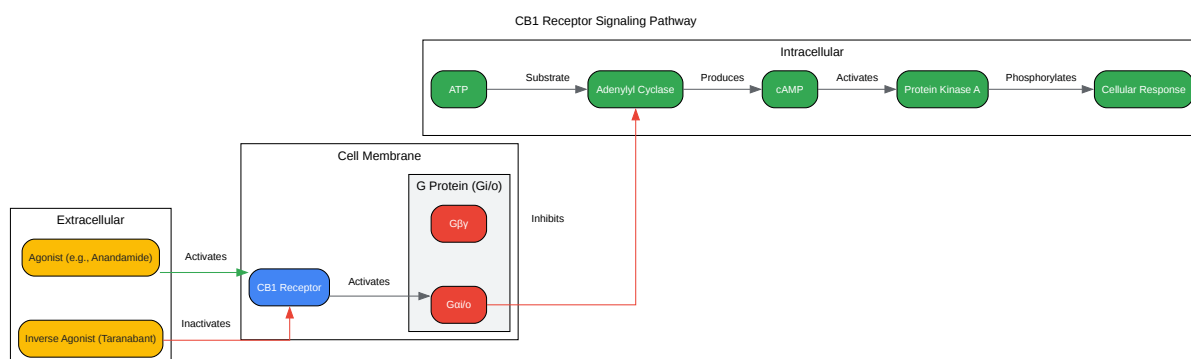 CB1 Receptor Signaling Pathway
Intracellular
ATP
Substrate
Adenylyl Cyclase
Produces
cAMP
Activates
Protein Kinase A
Phosphorylates
Cellular Response
Cell Membrane
G Protein (Gi/o)
Gβγ
Inhibits
Extracellular
Agonist (e.g., Anandamide)
Activates
CB1 Receptor
Activates
Gαi/o
Inverse Agonist (Taranabant)
Inactivates